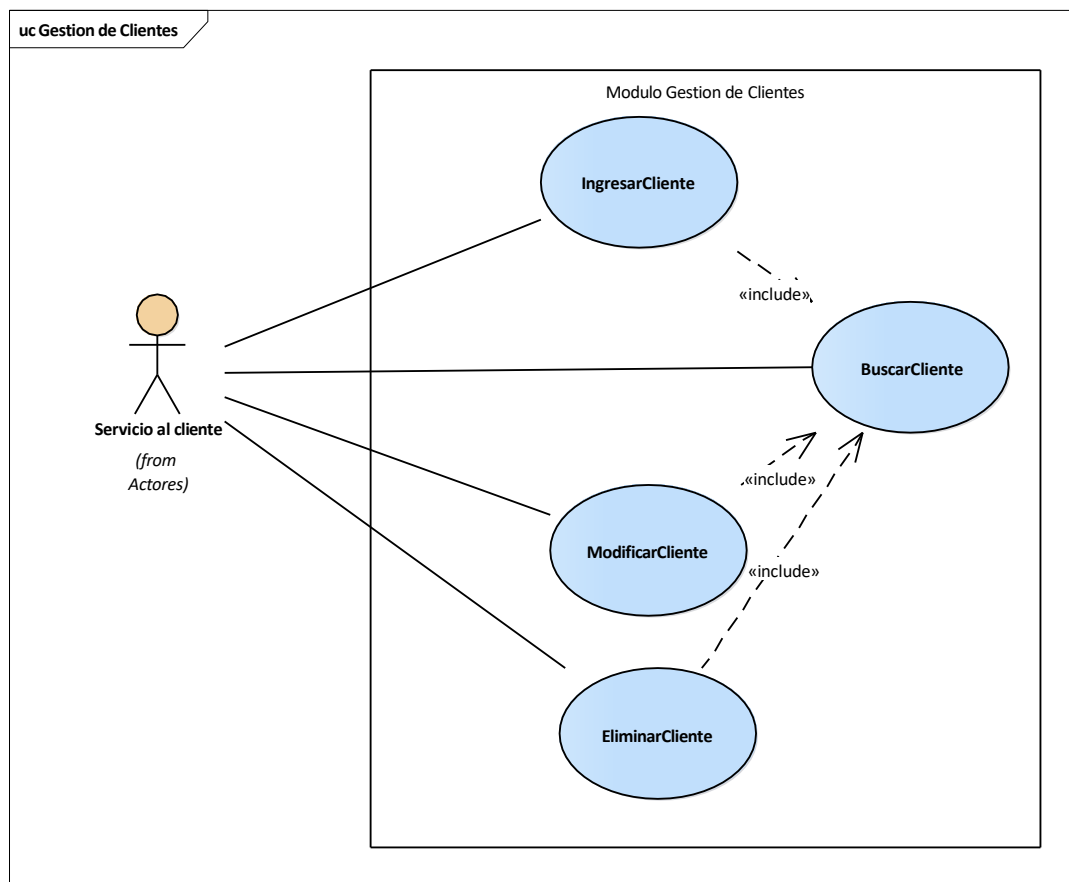 uc Gestion de Clientes
Modulo Gestion de Clientes
IngresarCliente
«include»
BuscarCliente
Servicio al cliente
(from
Actores)
«include»
ModificarCliente
«include»
EliminarCliente